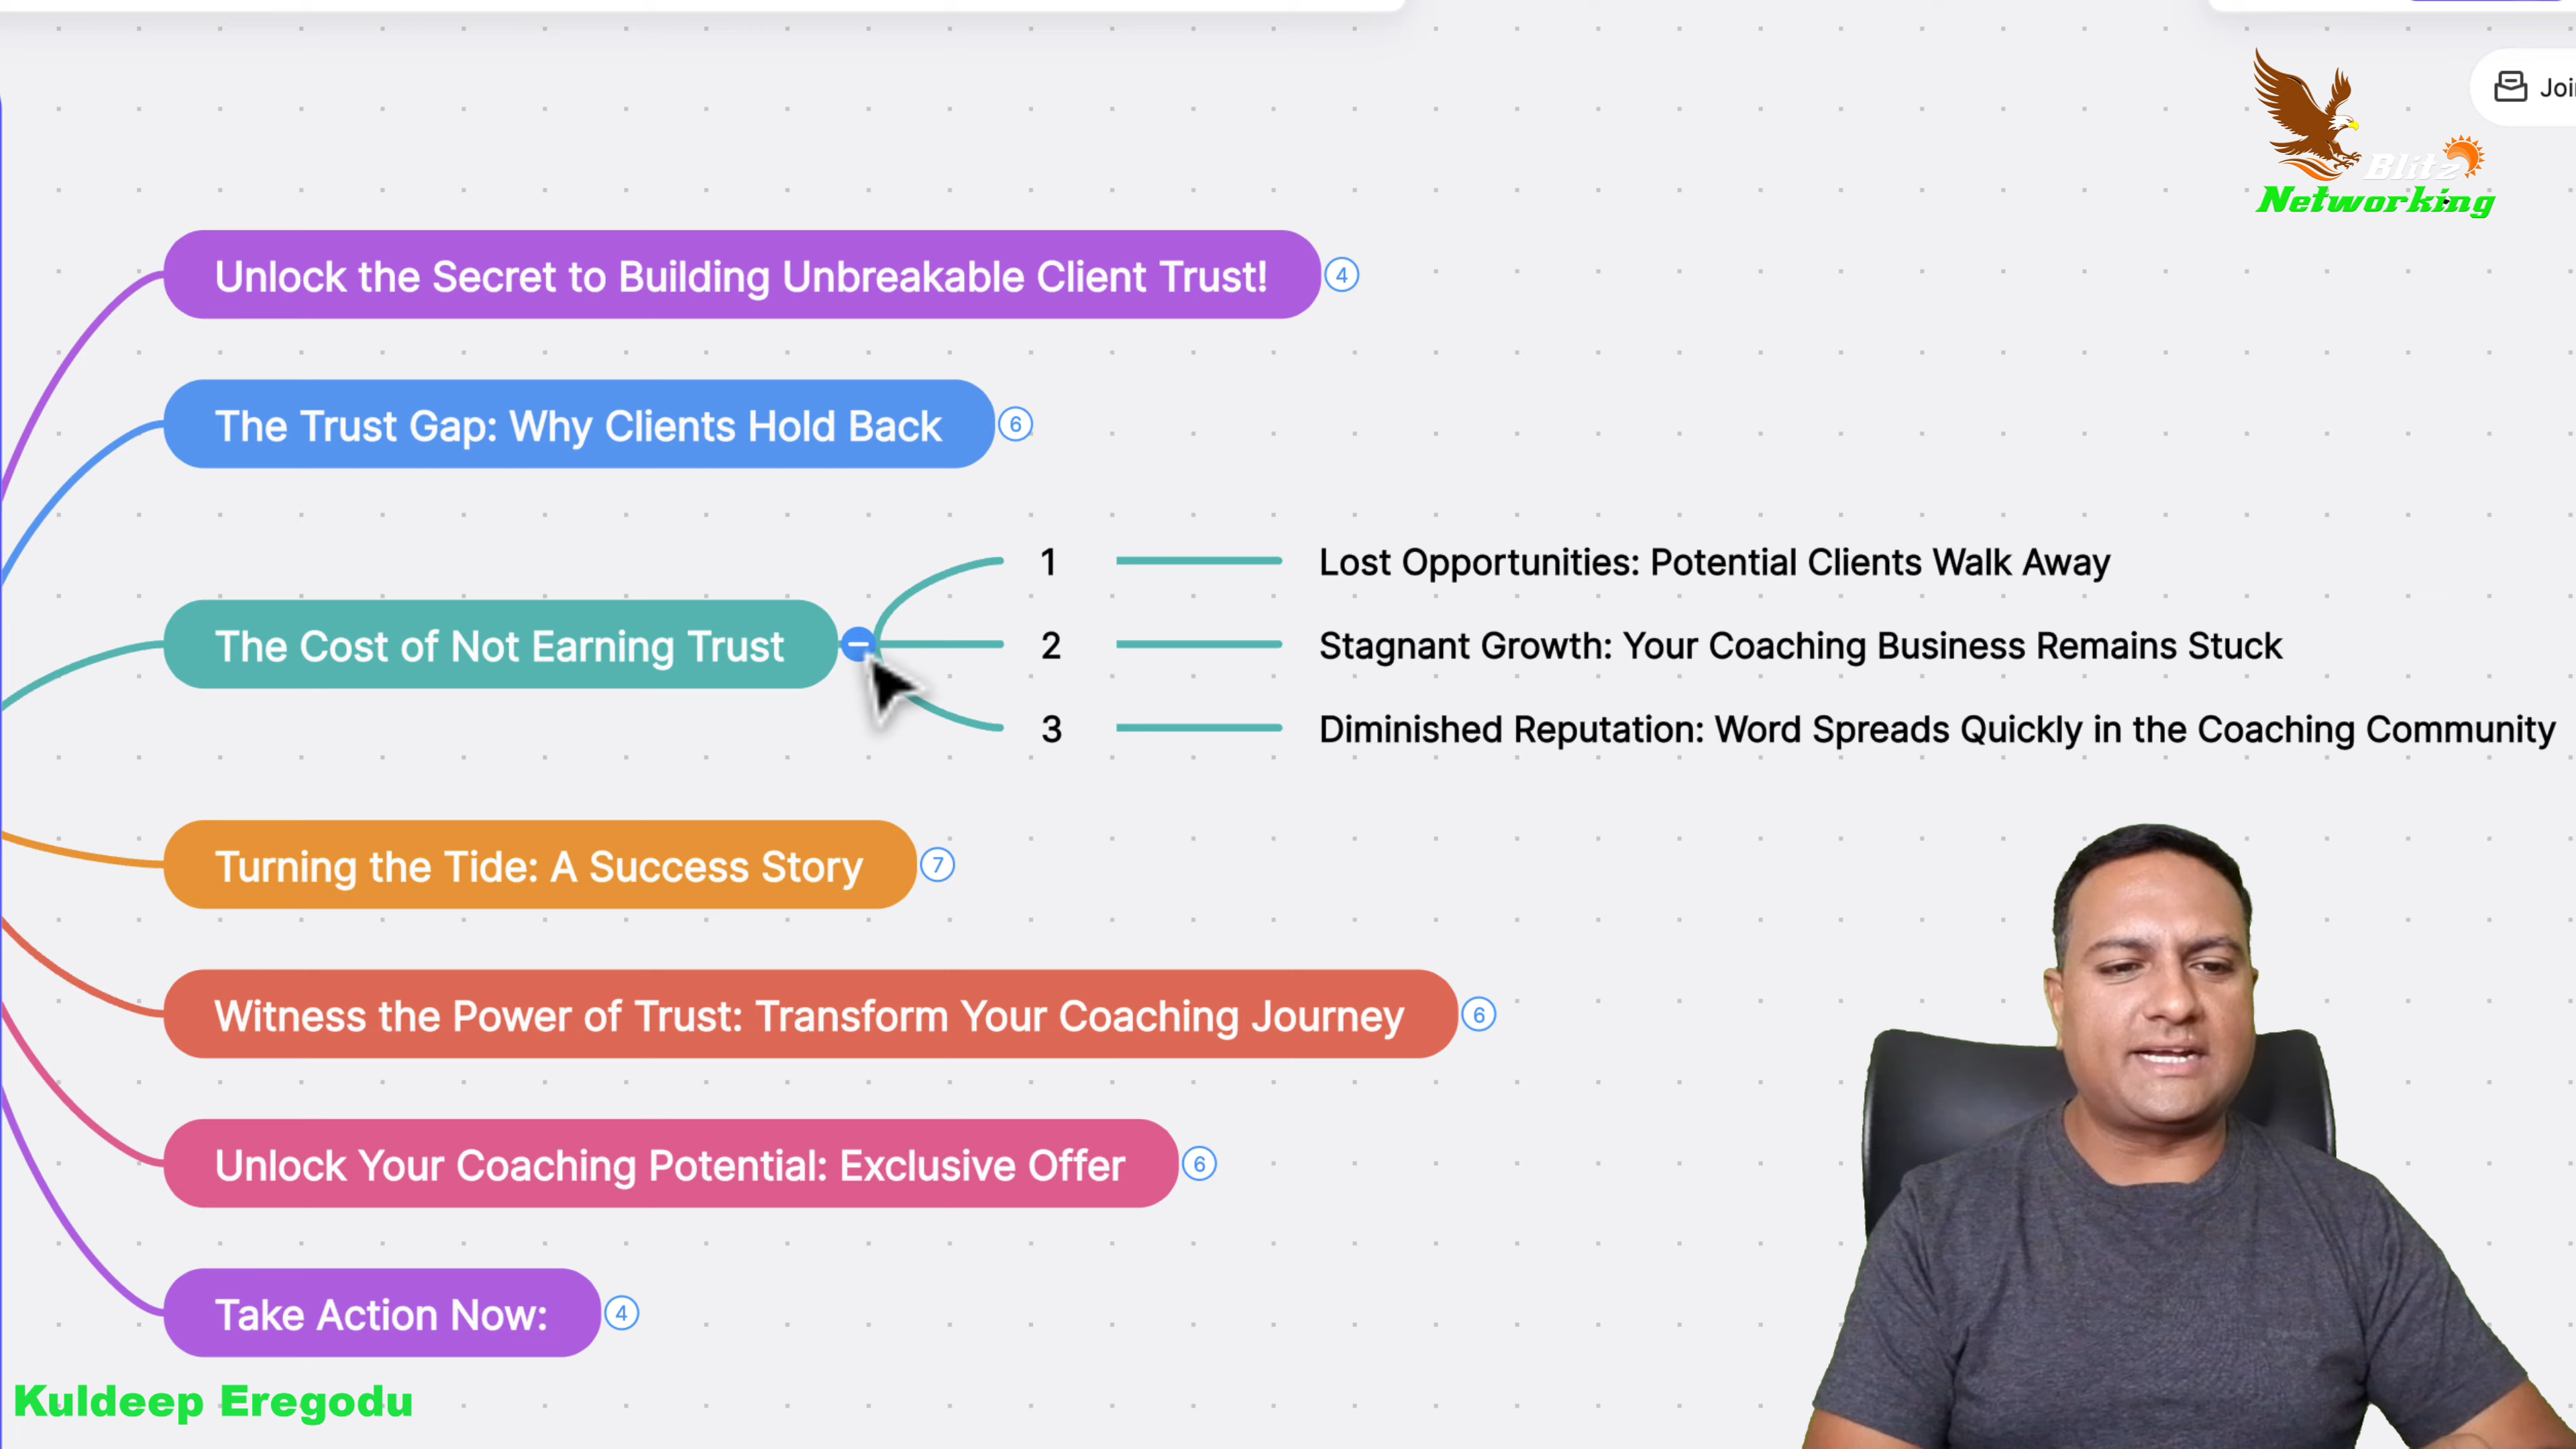 Joi
Blitz
Networking
Unlock the Secret to Building Unbreakable Client Trust!
4
The Trust Gap: Why Clients Hold Back
6
1
Lost Opportunities: Potential Clients Walk Away
The Cost of Not Earning Trust
2
Stagnant Growth: Your Coaching Business Remains Stuck
3
Diminished Reputation: Word Spreads Quickly in the Coaching Community
Turning the Tide: A Success Story
7
Witness the Power of Trust: Transform Your Coaching Journey
6
Unlock Your Coaching Potential: Exclusive Offer
6
Take Action Now:
4
Kuldeep Eregodu